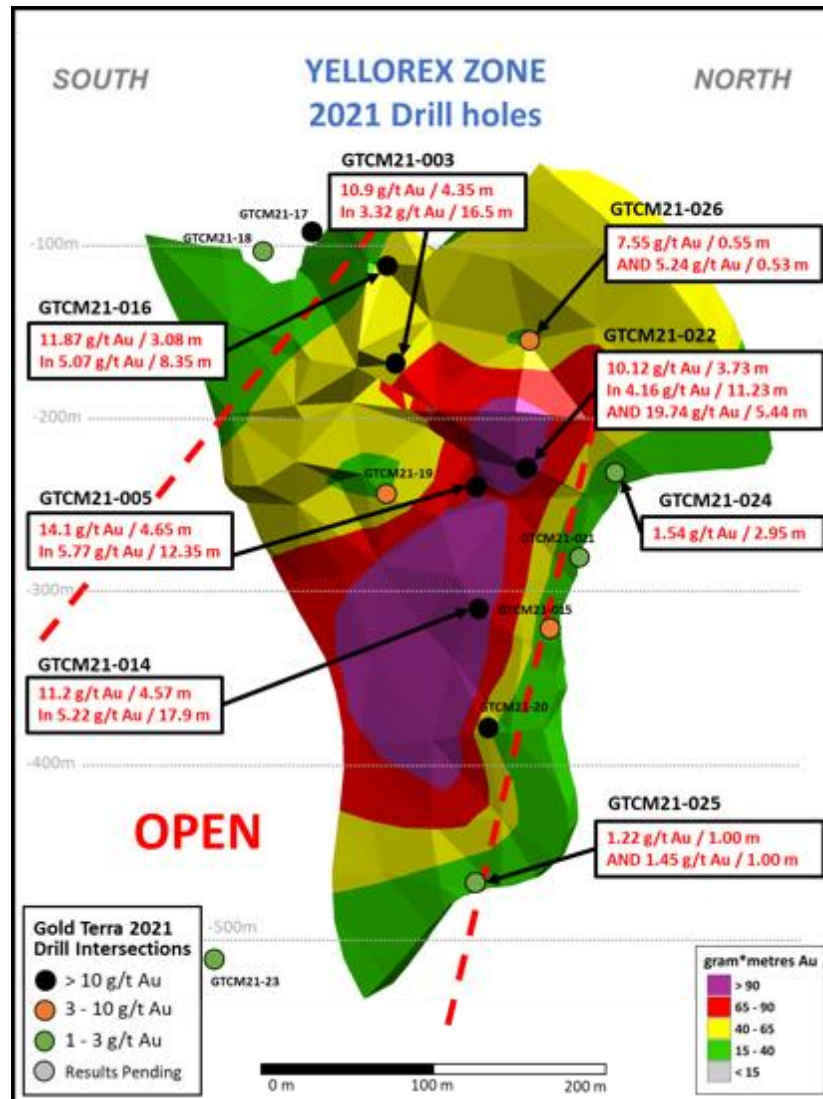 SOUTH
YELLOREX ZONE
2021 Drill holes
NORTH
GTCM21-003
10.9 g/t Au / 4.35 m
In 3.32 g/t Au / 16.5 m
GTCM21-17
GTCM21-18
GTCM21-026
7.55 g/t Au / 0.55 m
AND 5.24 g/t Au / 0.53 m
-100m
GTCM21-016
11.87 g/t Au / 3.08 m
In 5.07 g/t Au / 8.35 m
GTCM21-022
10.12 g/t Au / 3.73 m
In 4.16 g/t Au / 11.23 m
AND 19.74 g/t Au / 5.44 m
-200m
GTCM21-19
GTCM21-005
14.1 g/t Au / 4.65 m
In 5.77 g/t Au / 12.35 m
GTCM21-024
1.54 g/t Au / 2.95 m
GTCM21-021
-300m
GTCM21-015
GTCM21-014
11.2 g/t Au / 4.57 m
In 5.22 g/t Au / 17.9 m
GTCM21-20
-400m
OPEN
GTCM21-025
1.22 g/t Au / 1.00 m
AND 1.45 g/t Au / 1.00 m
-500m
GTCM21-23
Gold Terra 2021
Drill Intersections
> 10 g/t Au
3 - 10 g/t Au
1 - 3 g/t Au
Results Pending
0 m
100 m
200 m
gram*metres Au
> 90
65 - 90
40 - 65
15 - 40
< 15